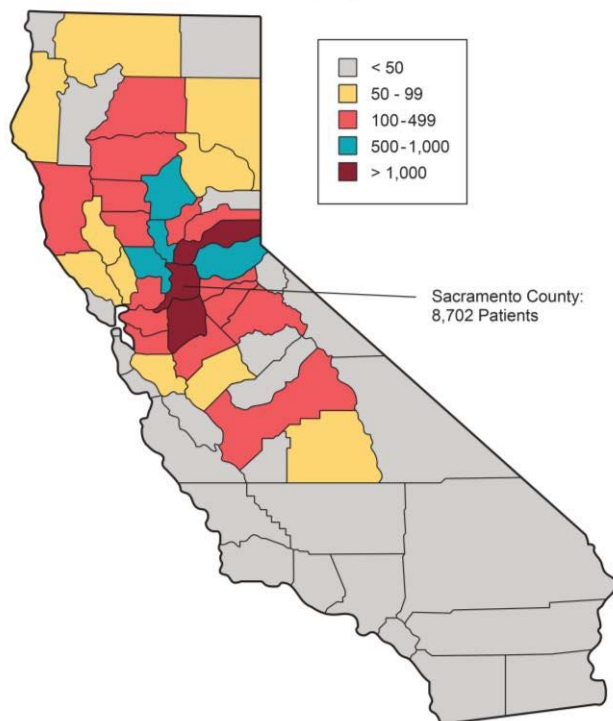 < 50
50 - 99
100-499
500-1,000
> 1,000
Sacramento County:
8,702 Patients